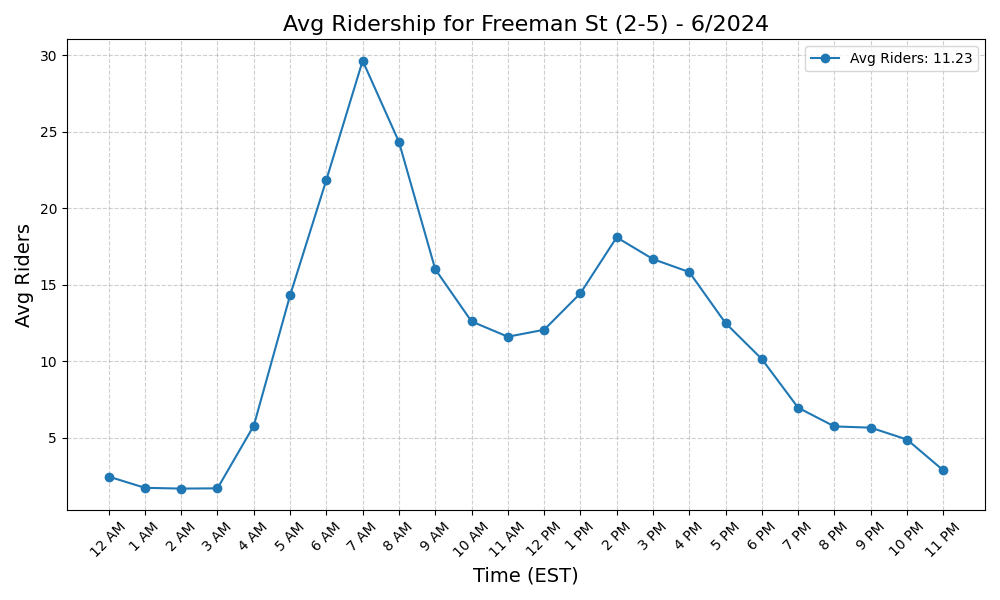 Avg Ridership for Freeman St (2-5) - 6/2024
Avg Riders: 11.23
30
25
20
15
10
5
Avg Riders
12 AM
1 AM
2 AM
3 AM
4 AM
5 AM
6 AM
7 AM
8 AM
9 AM
10 AM
11 AM
12 PM
1 PM
2 PM
3 PM
4 PM
5 PM
6 PM
7 PM
8 PM
9 PM
10 PM
11 PM
Time (EST)